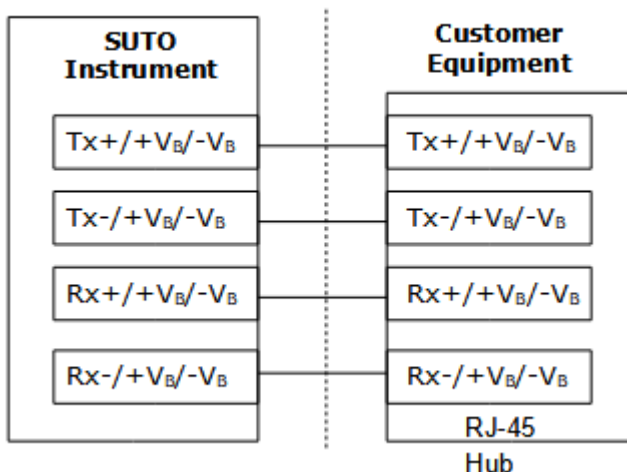 SUTO
Instrument
Customer
Equipment
Tx+/+VB/-VB
Tx+/+VB/-VB
Tx-/+VB/-VB
Tx-/+VB/-VB
Rx+/+VB/-VB
Rx+/+VB/-VB
Rx-/+VB/-VB
Rx-/+VB/-VB
RJ-45
Hub